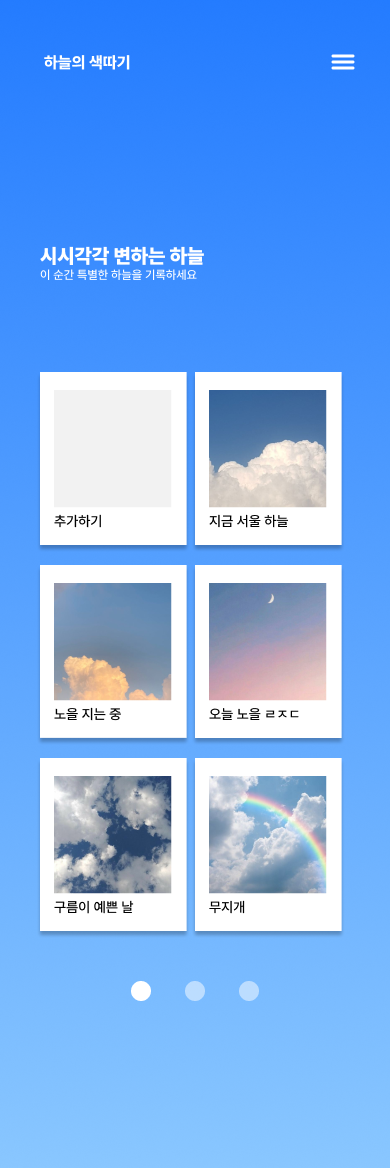 하늘의 색따기
시시각각 변하는 하늘
이 순간 특별한 하늘을 기록하세요
추가하기
지금 서울 하늘
노을 지는 중
오늘 노을 ㄹㅈㄷ
구름이 예쁜 날
무지개